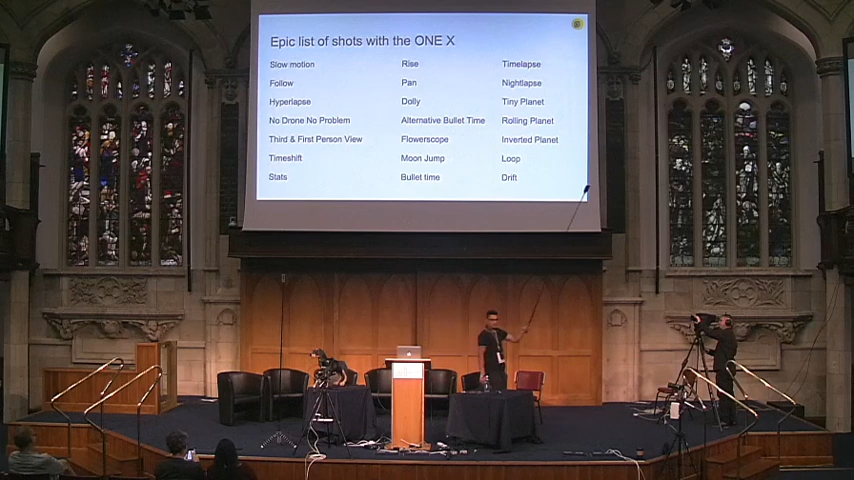 Epic list of shots with the ONE X
Slow motion
Follow
Hyperlapse
No Drone No Problem
Third & First Person View
Timeshift
Stats
Rise
Pan
Dolly
Alternative Bullet Time
Flowerscope
Moon Jump
Bullet time
Timelapse
Nightlapse
Tiny Planet
Rolling Planet
Inverted Planet
Loop
Drift